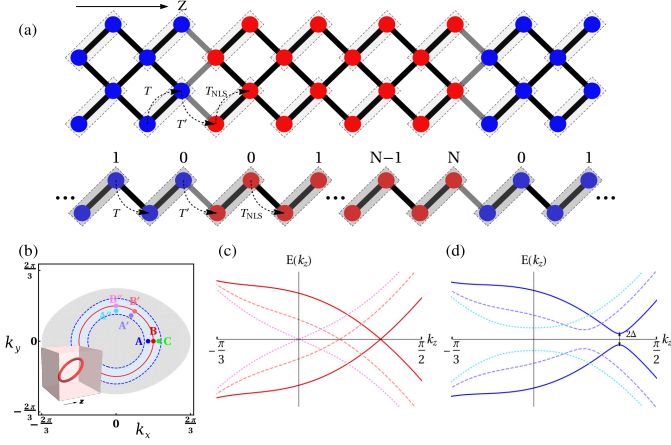 Z
(a)
T
T_NLS
T′
1 0 0 1 N−1 N 0 1
... ... ...
T T′ T_NLS
(b) (c) (d)
2π/3
E(k_z) E(k_z)
B″ B′
A″
A′
B
A C
k_y 0
−π/3 π/2 −π/3 π/2
k_z k_z
2Δ
z
−2π/3
−2π/3 0 2π/3
k_x